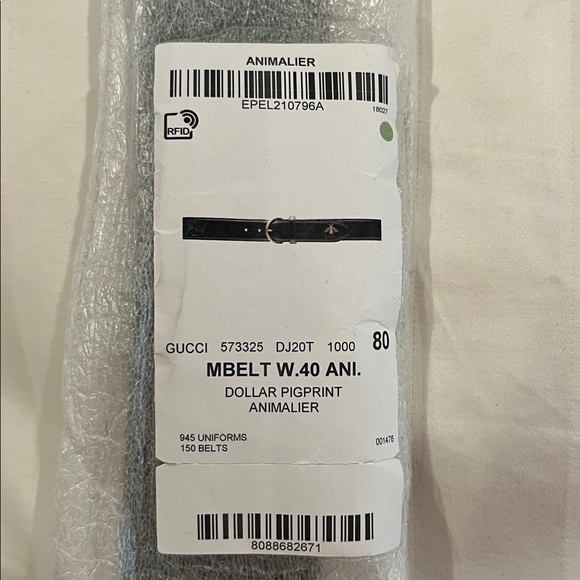 ANIMALIER
EPEL210796A
18027
RFID
GUCCI 573325 DJ20T 1000 80
MBELT W.40 ANI.
DOLLAR PIGPRINT
ANIMALIER
945 UNIFORMS
150 BELTS
001476
8088682671